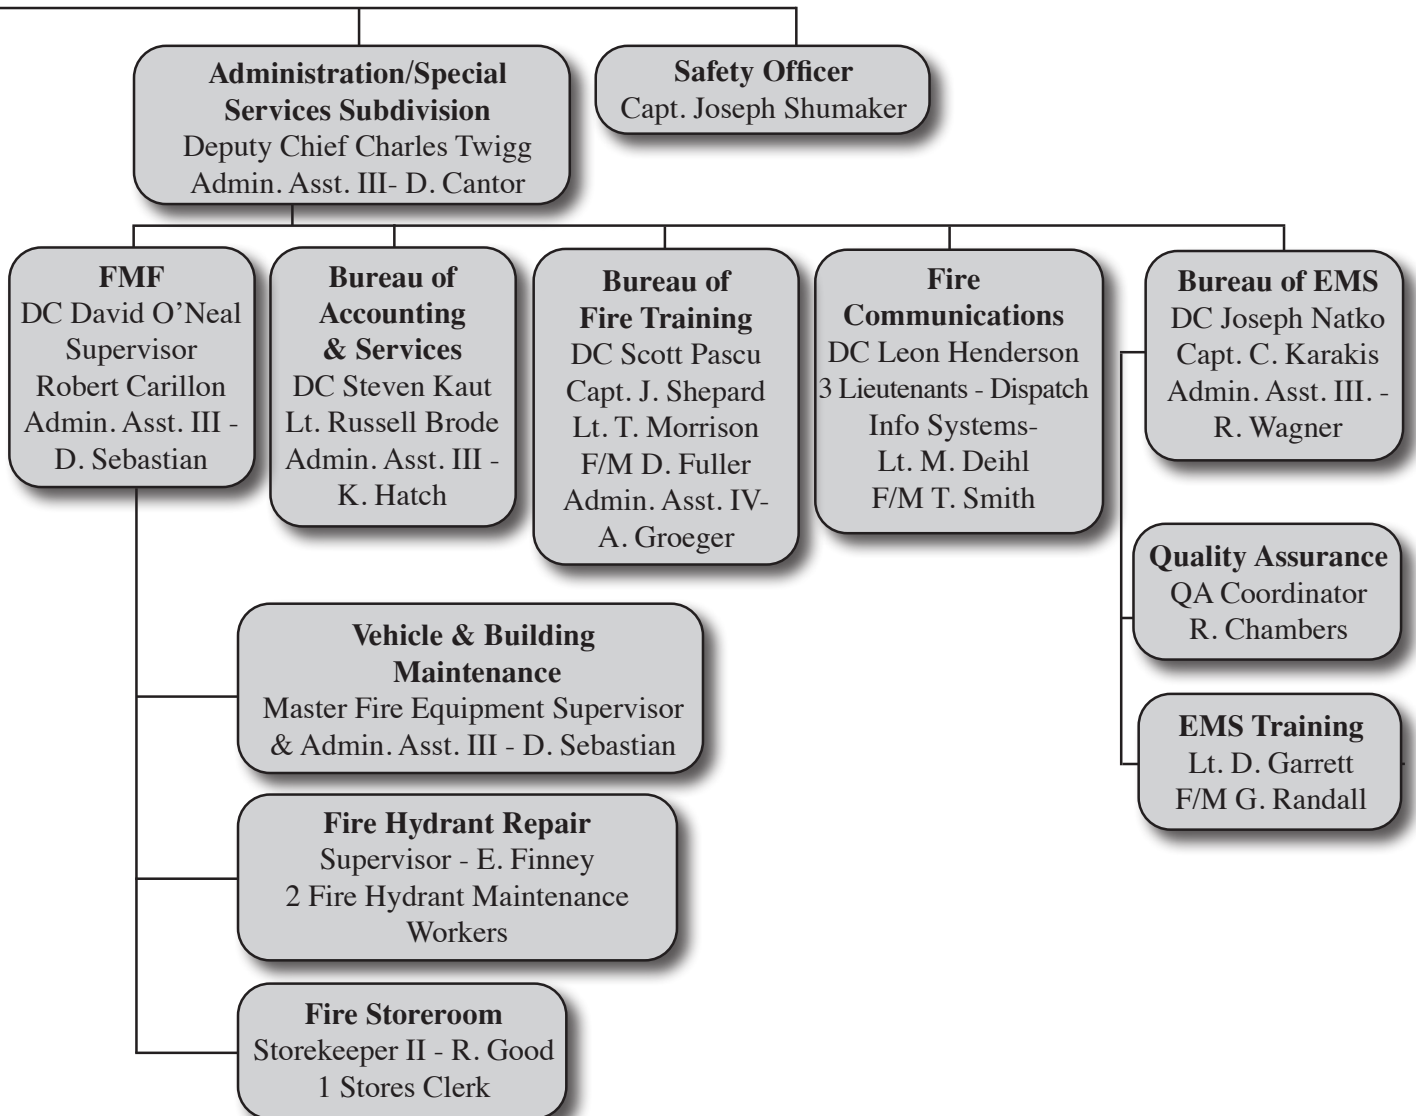 Administration/Special
Services Subdivision
Deputy Chief Charles Twigg
Admin. Asst. III- D. Cantor
Safety Officer
Capt. Joseph Shumaker
FMF
DC David O’Neal
Supervisor
Robert Carillon
Admin. Asst. III -
D. Sebastian
Bureau of
Accounting
& Services
DC Steven Kaut
Lt. Russell Brode
Admin. Asst. III -
K. Hatch
Bureau of
Fire Training
DC Scott Pascu
Capt. J. Shepard
Lt. T. Morrison
F/M D. Fuller
Admin. Asst. IV-
A. Groeger
Fire
Communications
DC Leon Henderson
3 Lieutenants - Dispatch
Info Systems-
Lt. M. Deihl
F/M T. Smith
Bureau of EMS
DC Joseph Natko
Capt. C. Karakis
Admin. Asst. III. -
R. Wagner
Quality Assurance
QA Coordinator
R. Chambers
EMS Training
Lt. D. Garrett
F/M G. Randall
Vehicle & Building
Maintenance
Master Fire Equipment Supervisor
& Admin. Asst. III - D. Sebastian
Fire Hydrant Repair
Supervisor - E. Finney
2 Fire Hydrant Maintenance
Workers
Fire Storeroom
Storekeeper II - R. Good
1 Stores Clerk